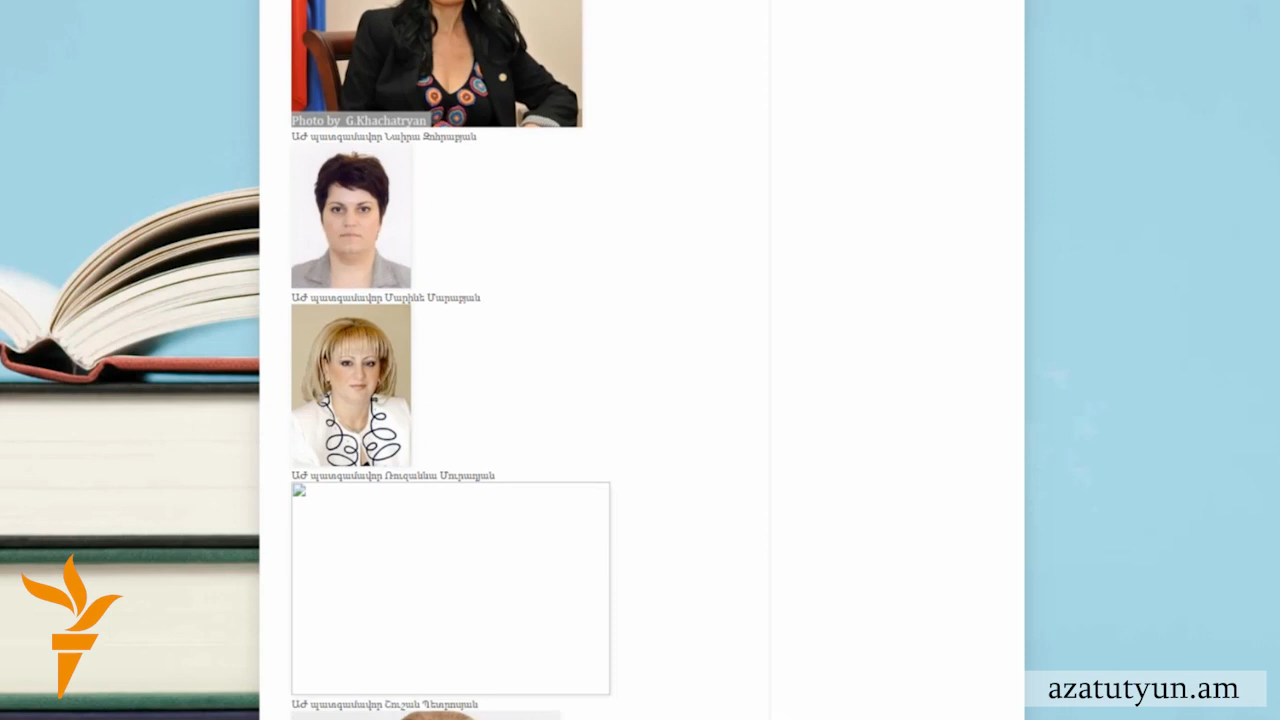 Photo by G.Khachatryan
ԱԺ պատգամավոր Նաիրա Զոհրաբյան
ԱԺ պատգամավոր Մարինե Մարաբյան
ԱԺ պատգամավոր Ռուզաննա Մուրադյան
ԱԺ պատգամավոր Շուշան Պետրոսյան
azatutyun.am